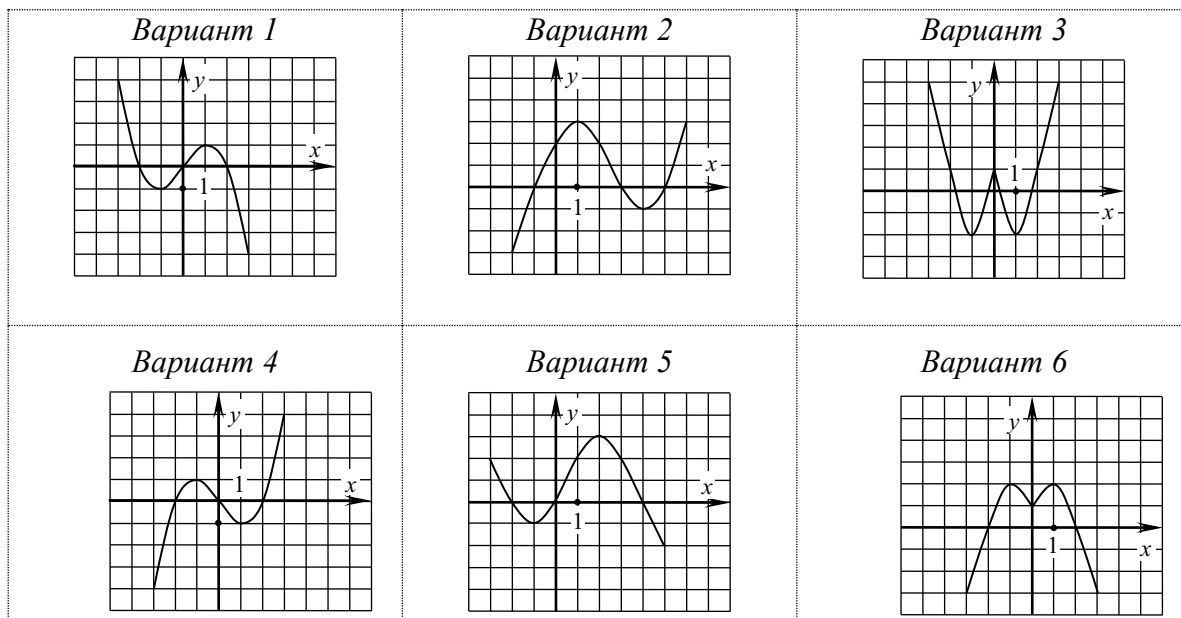 Вариант 1
y
x
1
Вариант 2
y
x
1
Вариант 3
y
1
x
Вариант 4
y
1
x
Вариант 5
y
x
1
Вариант 6
y
1
x